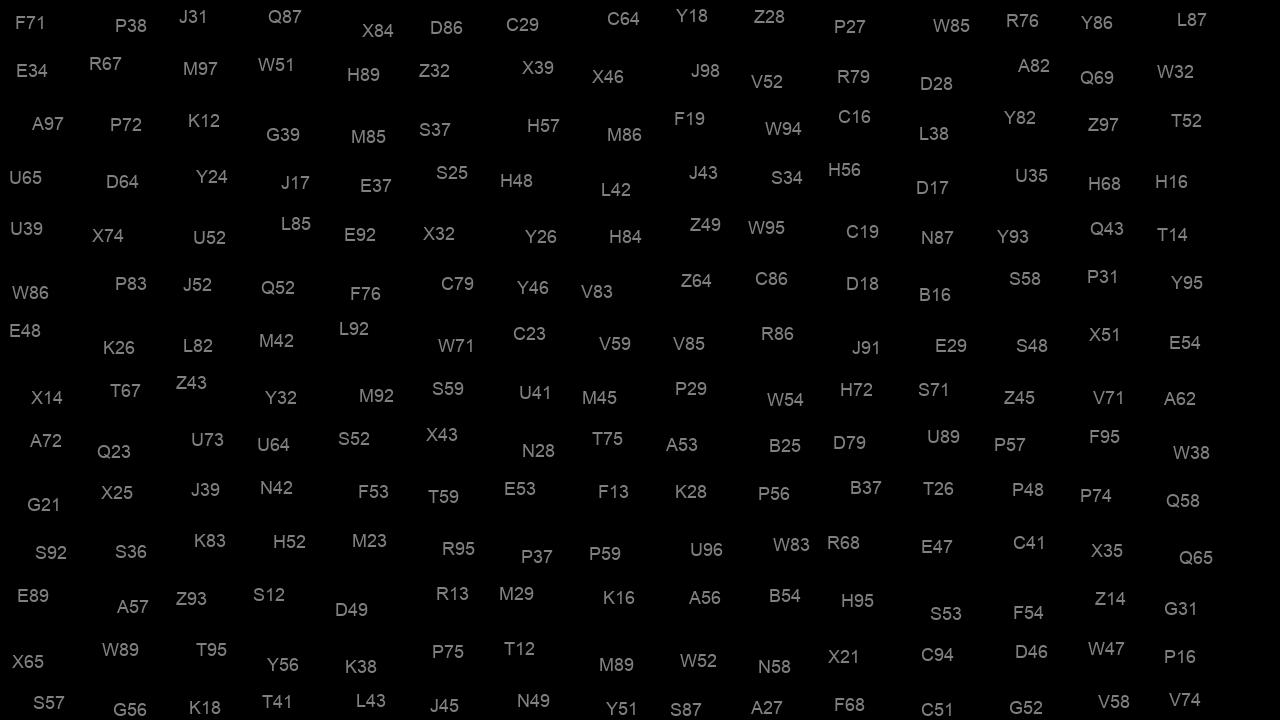 F71 P38 J31 Q87 X84 D86 C29 C64 Y18 Z28 P27 W85 R76 Y86 L87
E34 R67 M97 W51 H89 Z32 X39 X46 J98 V52 R79 D28 A82 Q69 W32
A97 P72 K12 G39 M85 S37 H57 M86 F19 W94 C16 L38 Y82 Z97 T52
U65 D64 Y24 J17 E37 S25 H48 L42 J43 S34 H56 D17 U35 H68 H16
U39 X74 U52 L85 E92 X32 Y26 H84 Z49 W95 C19 N87 Y93 Q43 T14
W86 P83 J52 Q52 F76 C79 Y46 V83 Z64 C86 D18 B16 S58 P31 Y95
E48 K26 L82 M42 L92 W71 C23 V59 V85 R86 J91 E29 S48 X51 E54
X14 T67 Z43 Y32 M92 S59 U41 M45 P29 W54 H72 S71 Z45 V71 A62
A72 Q23 U73 U64 S52 X43 N28 T75 A53 B25 D79 U89 P57 F95 W38
G21 X25 J39 N42 F53 T59 E53 F13 K28 P56 B37 T26 P48 P74 Q58
S92 S36 K83 H52 M23 R95 P37 P59 U96 W83 R68 E47 C41 X35 Q65
E89 A57 Z93 S12 D49 R13 M29 K16 A56 B54 H95 S53 F54 Z14 G31
X65 W89 T95 Y56 K38 P75 T12 M89 W52 N58 X21 C94 D46 W47 P16
S57 G56 K18 T41 L43 J45 N49 Y51 S87 A27 F68 C51 G52 V58 V74